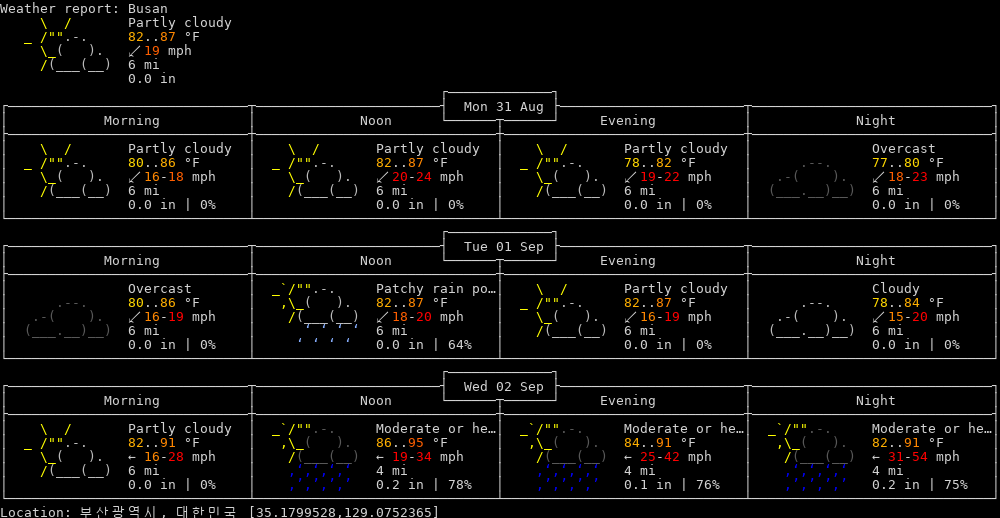 Weather report: Busan
Partly cloudy
82..87 °F
↙ 19 mph
6 mi
0.0 in
Mon 31 Aug
Morning Noon Evening Night
Partly cloudy Partly cloudy Partly cloudy Overcast
80..86 °F 82..87 °F 78..82 °F 77..80 °F
↙ 16-18 mph ↙ 20-24 mph ↙ 19-22 mph ↙ 18-23 mph
6 mi 6 mi 6 mi 6 mi
0.0 in | 0% 0.0 in | 0% 0.0 in | 0% 0.0 in | 0%
Tue 01 Sep
Morning Noon Evening Night
Overcast Patchy rain po… Partly cloudy Cloudy
80..86 °F 82..87 °F 82..87 °F 78..84 °F
↙ 16-19 mph ↙ 18-20 mph ↙ 16-19 mph ↙ 15-20 mph
6 mi 6 mi 6 mi 6 mi
0.0 in | 0% 0.0 in | 64% 0.0 in | 0% 0.0 in | 0%
Wed 02 Sep
Morning Noon Evening Night
Partly cloudy Moderate or he… Moderate or he… Moderate or he…
82..91 °F 86..95 °F 84..91 °F 82..91 °F
← 16-28 mph ← 19-34 mph ← 25-42 mph ← 31-54 mph
6 mi 4 mi 4 mi 4 mi
0.0 in | 0% 0.2 in | 78% 0.1 in | 76% 0.2 in | 75%
Location: 부산광역시, 대한민국 [35.1799528,129.0752365]